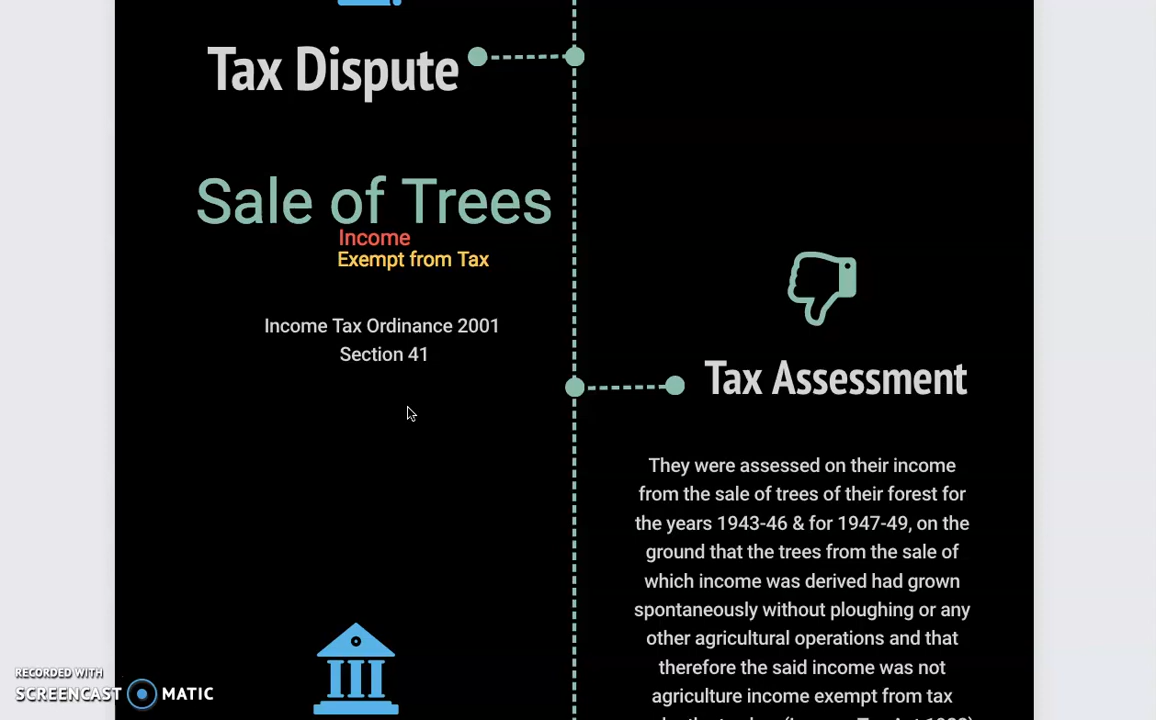 Tax Dispute
Sale of Trees
Income
Exempt from Tax
Income Tax Ordinance 2001
Section 41
Tax Assessment
They were assessed on their income
from the sale of trees of their forest for
the years 1943-46 & for 1947-49, on the
ground that the trees from the sale of
which income was derived had grown
spontaneously without ploughing or any
other agricultural operations and that
therefore the said income was not
agriculture income exempt from tax
RECORDED WITH
SCREENCAST MATIC